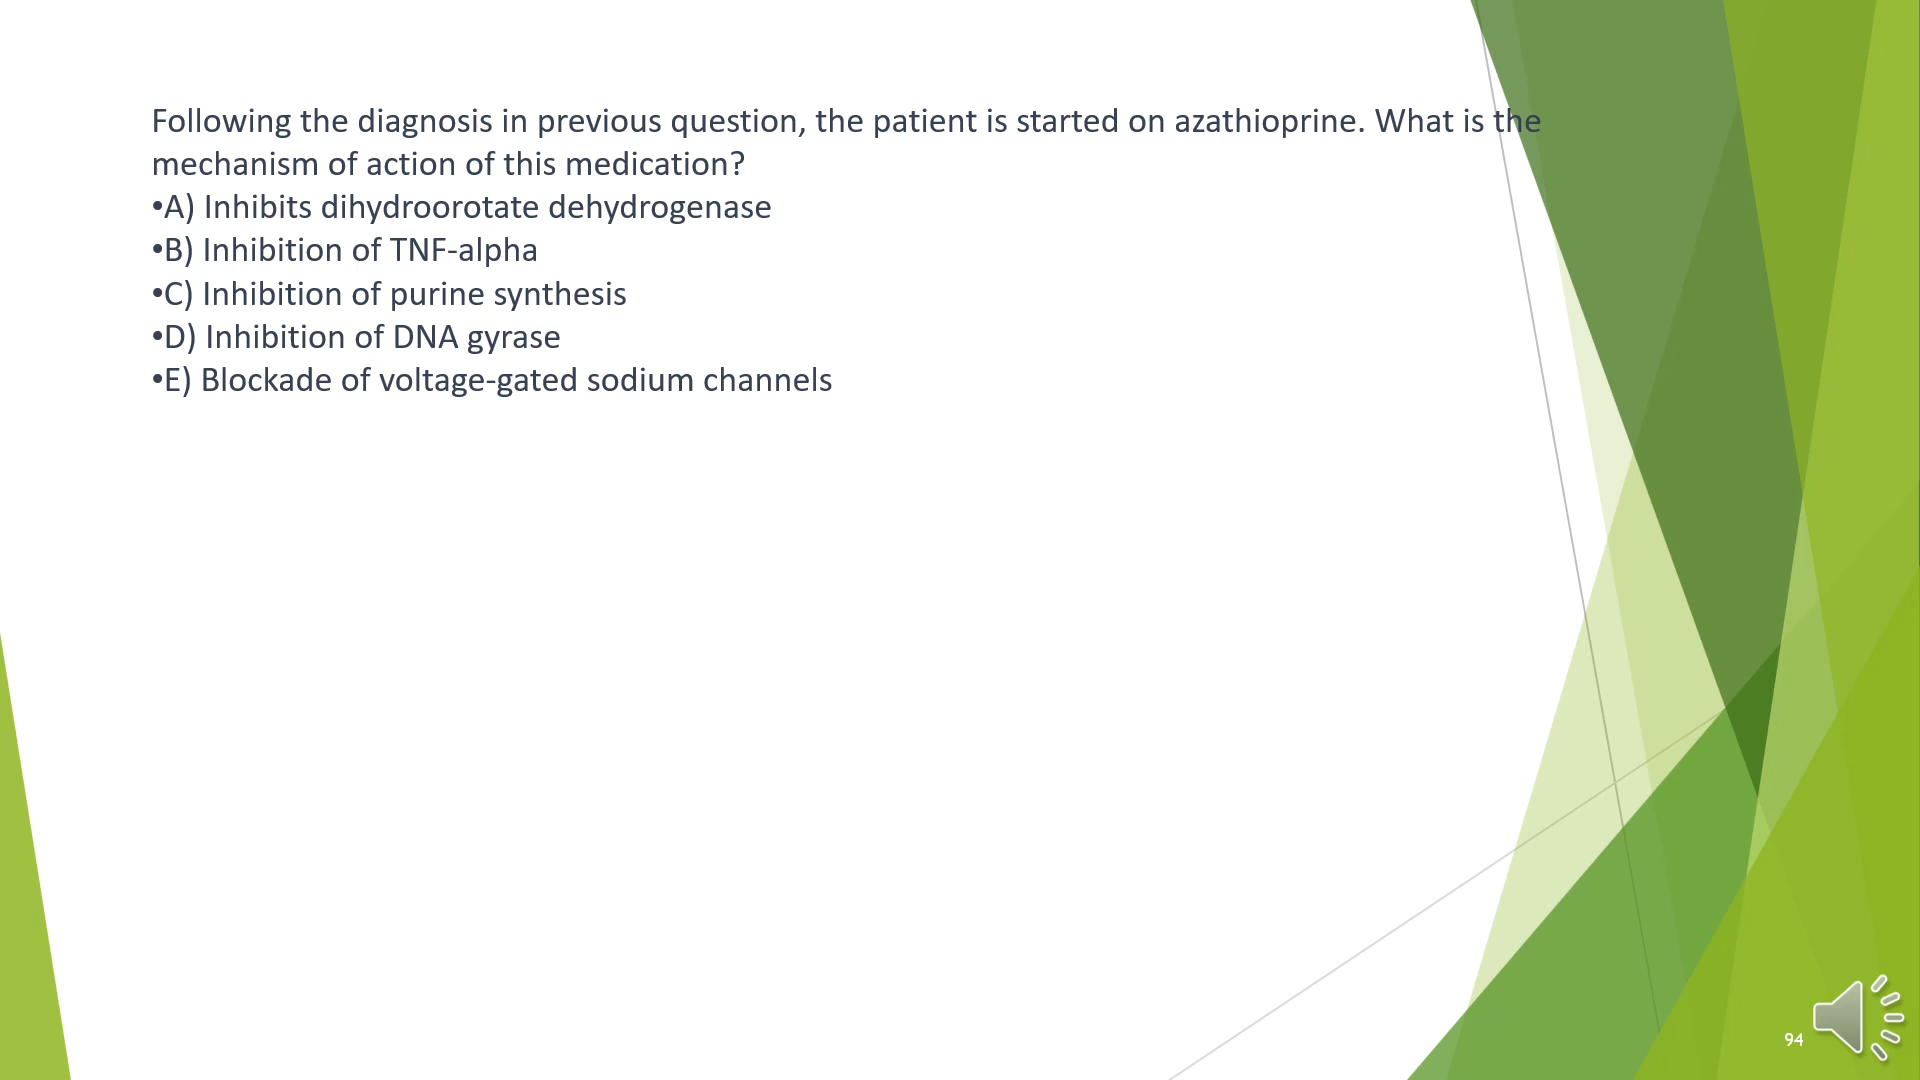 Following the diagnosis in previous question, the patient is started on azathioprine. What is the
mechanism of action of this medication?
•A) Inhibits dihydroorotate dehydrogenase
•B) Inhibition of TNF-alpha
•C) Inhibition of purine synthesis
•D) Inhibition of DNA gyrase
•E) Blockade of voltage-gated sodium channels
94